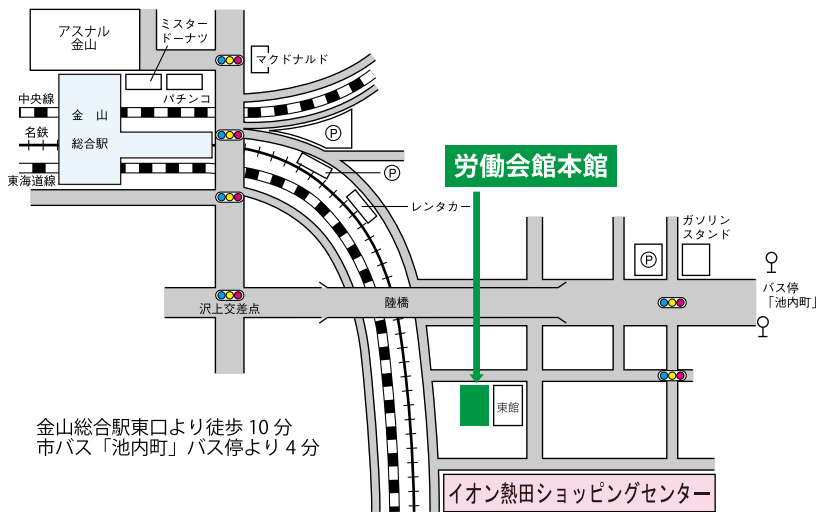 アスナル
金山
ミスター
ドーナツ
マクドナルド
中央線
パチンコ
金 山
総合駅
名鉄
東海道線
P
P
労働会館本館
レンタカー
ガソリン
スタンド
P
バス停
「池内町」
沢上交差点
陸橋
東館
金山総合駅東口より徒歩 10 分
市バス「池内町」バス停より 4 分
イオン熱田ショッピングセンター